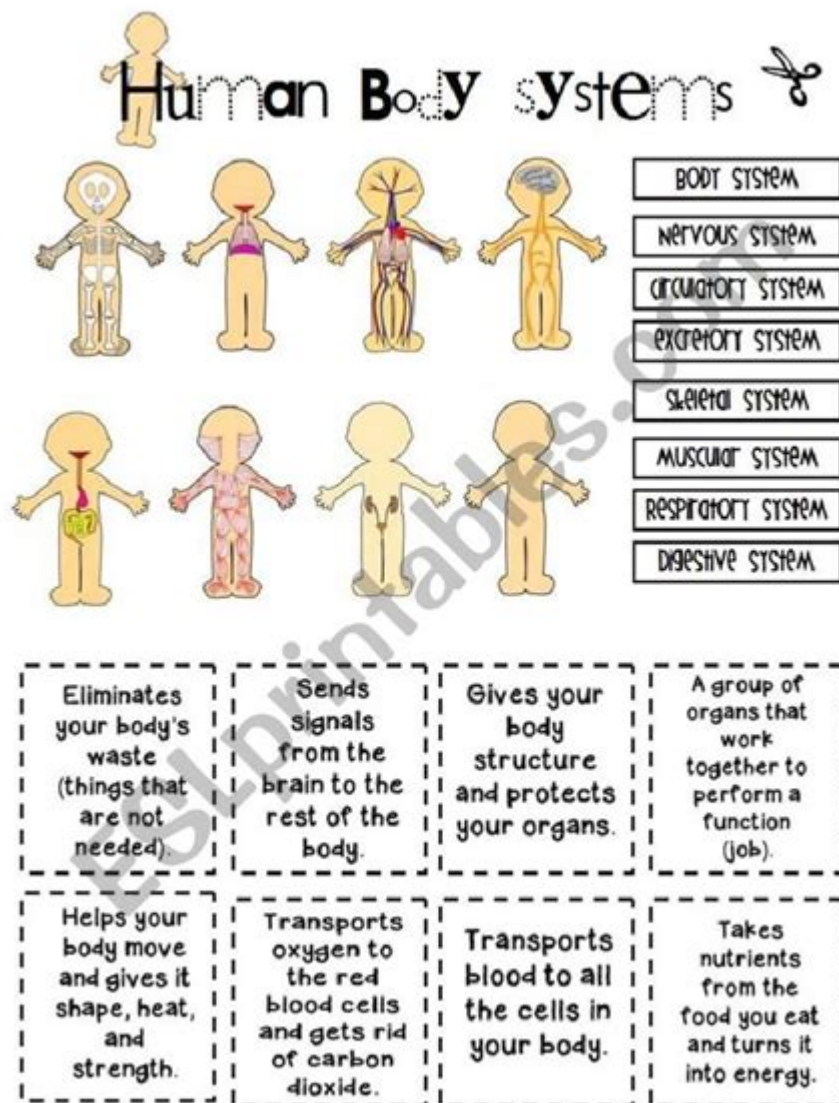 Human Body systems
BODY SYSTEM
NERVOUS SYSTEM
CIRCULATORY SYSTEM
EXCRETORY SYSTEM
SKELETAL SYSTEM
MUSCULAR SYSTEM
RESPIRATORY SYSTEM
DIGESTIVE SYSTEM
Eliminates
your body's
waste
(things that
are not
needed).
Sends
signals
from the
brain to the
rest of the
body.
Gives your
body
structure
and protects
your organs.
A group of
organs that
work
together to
perform a
function
(job).
Helps your
body move
and gives it
shape, heat,
and
strength.
Transports
oxygen to
the red
blood cells
and gets rid
of carbon
dioxide.
Transports
blood to all
the cells in
your body.
Takes
nutrients
from the
food you eat
and turns it
into energy.
ESLprintables.com